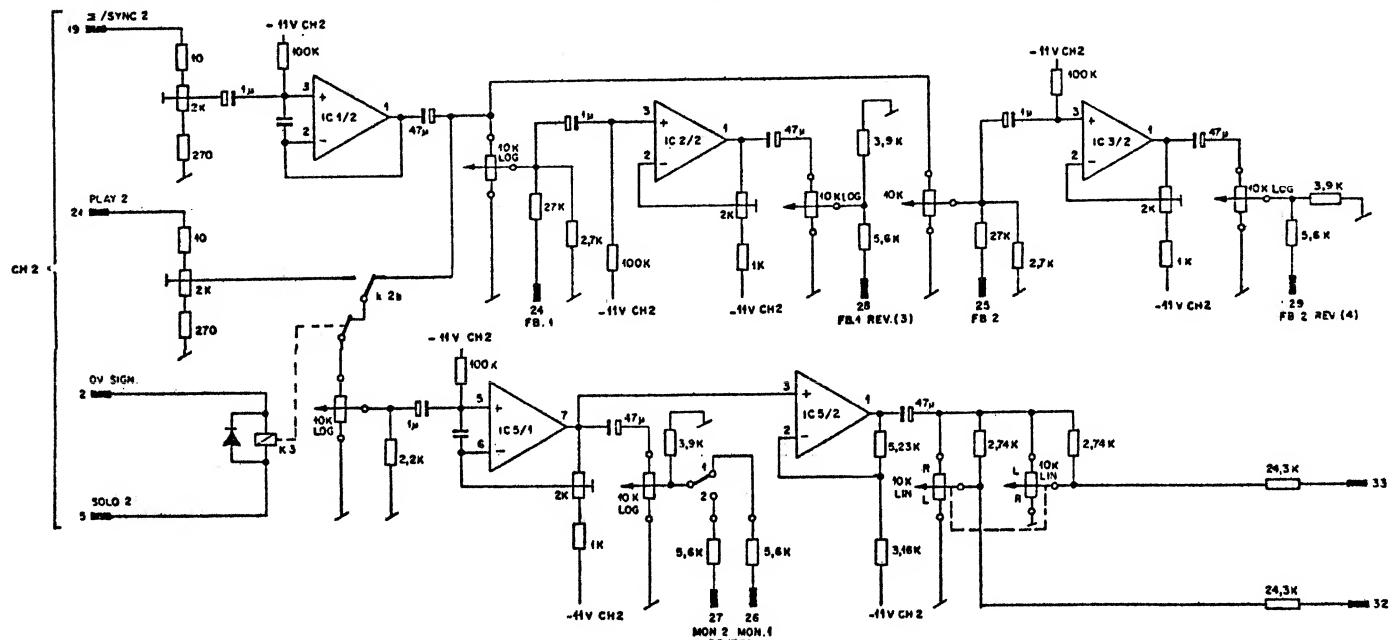 Ξ/SYNC 2
19
10
2K
270
-11V CH2
100K
1µ
3
2
IC 1/2
1
47µ
10K LOG
1µ
27K
2,7K
24
FB.1
3
2
IC 2/2
1
100K
2K
1K
-11V CH2
47µ
10K LOG
3,9K
5,6K
28
FB.1 REV.(3)
10K
1µ
27K
2,7K
25
FB 2
-11V CH2
100K
3
2
IC 3/2
1
2K
1K
-11V CH2
47µ
10K LOG
3,9K
5,6K
29
FB 2 REV (4)
CH 2
PLAY 2
21
10
2K
270
k 2b
0V SIGN.
2
K3
SOLO 2
5
10K LOG
2,2K
1µ
-11V CH2
100K
5
6
IC 5/1
7
2K
1K
-11V CH2
47µ
10 K LOG
3,9K
1
2
5,6K
5,6K
27
26
MON 2 MON.1
3
2
IC 5/2
1
5,23K
3,16K
-11V CH2
47µ
R
10K LIN
L
2,74K
L
10K LIN
R
2,74K
24,3K
33
24,3K
32